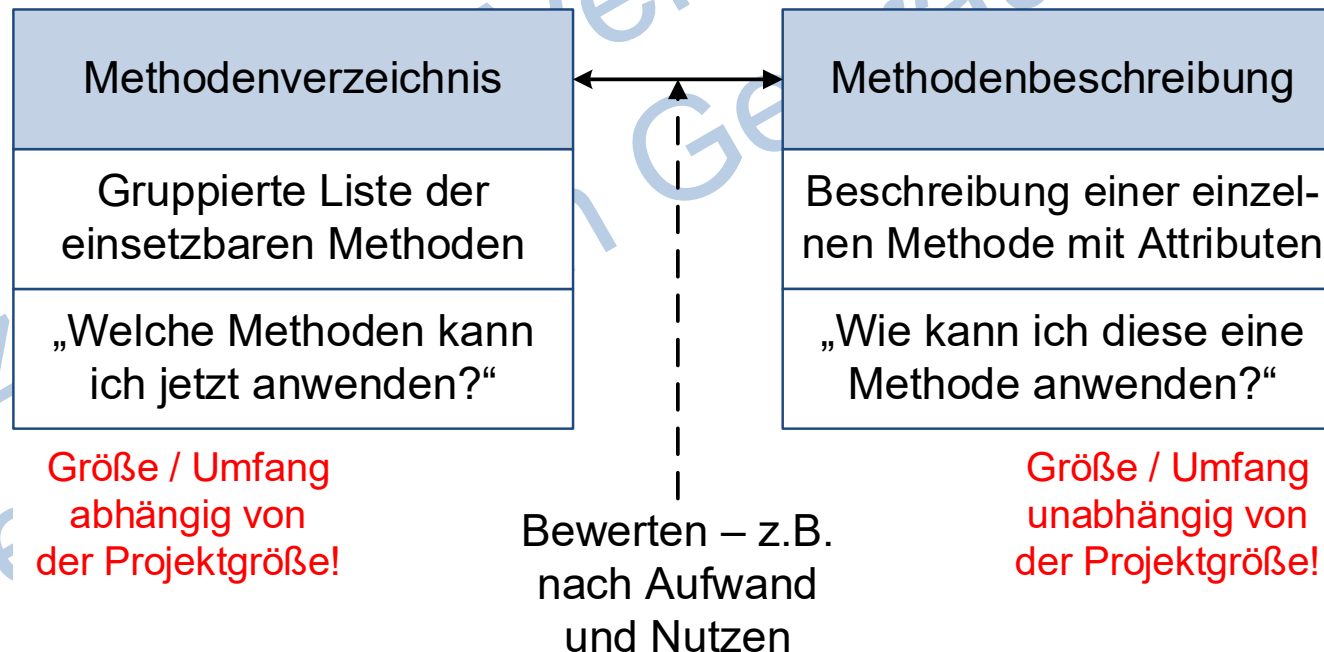 Methodenverzeichnis
Gruppierte Liste der
einsetzbaren Methoden
„Welche Methoden kann
ich jetzt anwenden?“
Größe / Umfang
abhängig von
der Projektgröße!
Bewerten – z.B.
nach Aufwand
und Nutzen
Methodenbeschreibung
Beschreibung einer einzel-
nen Methode mit Attributen
„Wie kann ich diese eine
Methode anwenden?“
Größe / Umfang
unabhängig von
der Projektgröße!